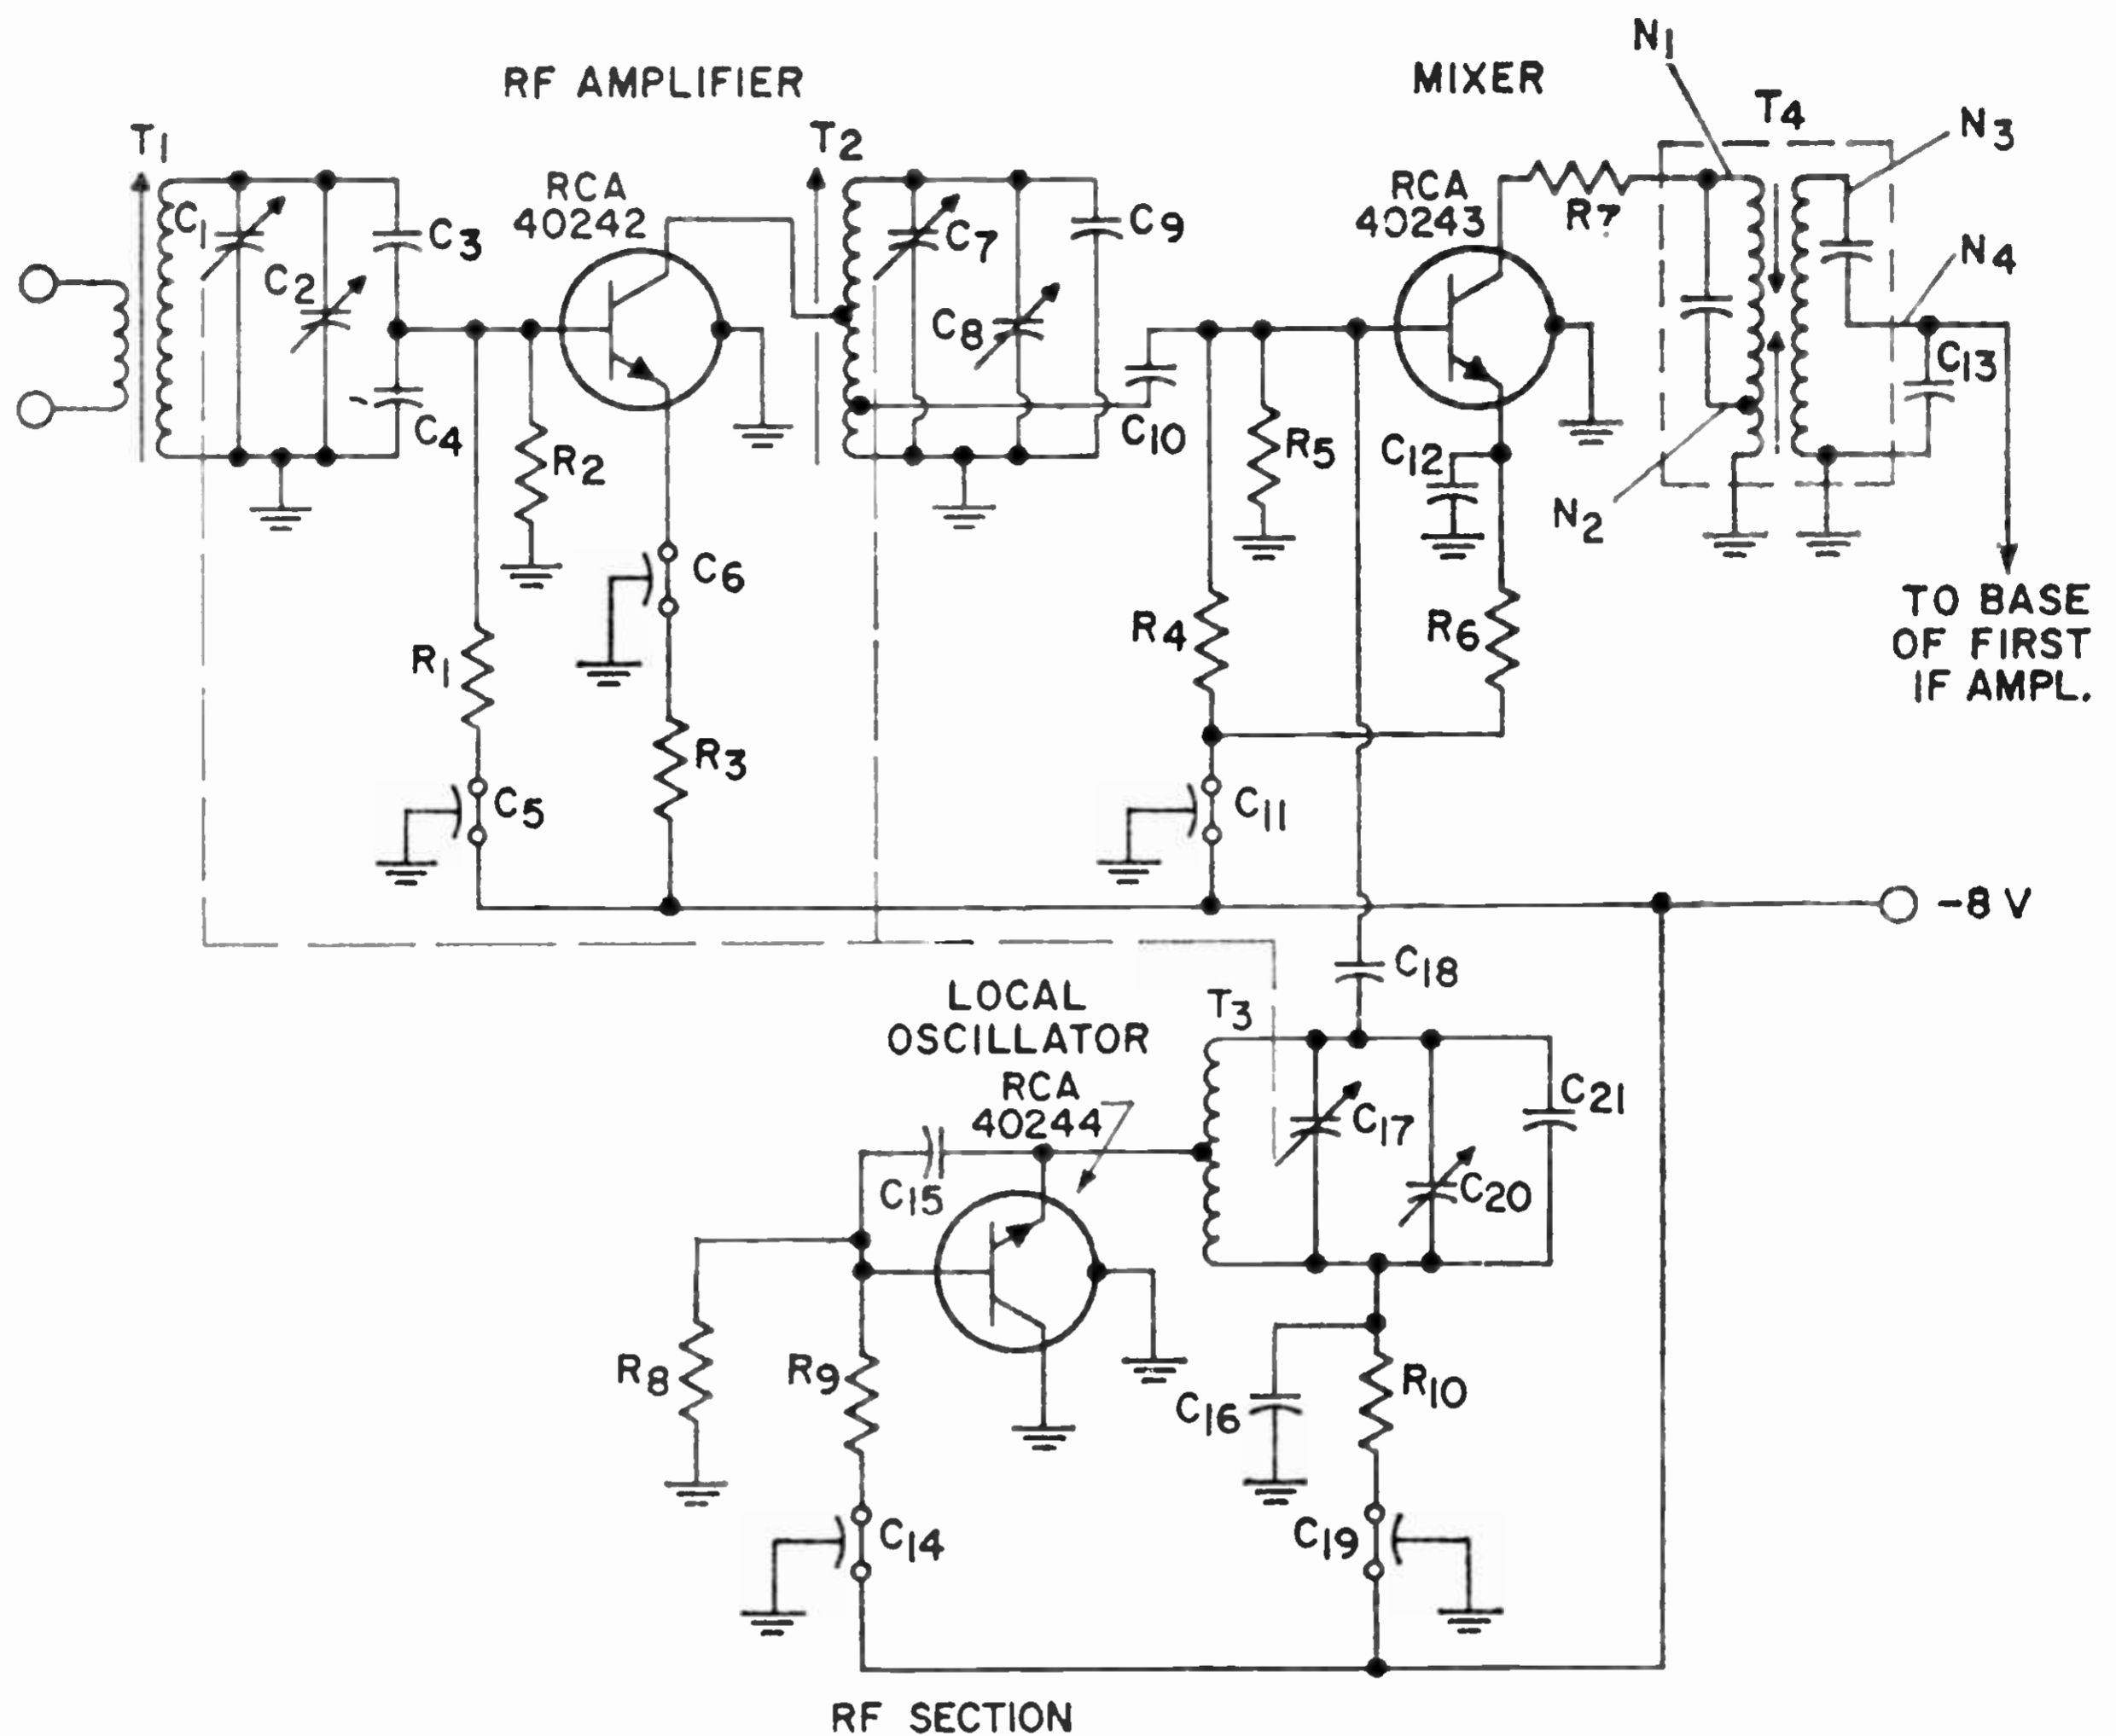 N1
RF AMPLIFIER
MIXER
T1
T2
T4
N3
RCA
40242
RCA
40243
R7
C1
C3
C7
C9
C2
C8
N4
C13
C4
R2
C10
R5
C12
N2
C6
TO BASE
OF FIRST
IF AMPL.
R1
R4
R6
R3
C5
C11
-8 V
C18
LOCAL
OSCILLATOR
T3
RCA
40244
C21
C17
C15
C20
R8
R9
R10
C16
C14
C19
RF SECTION